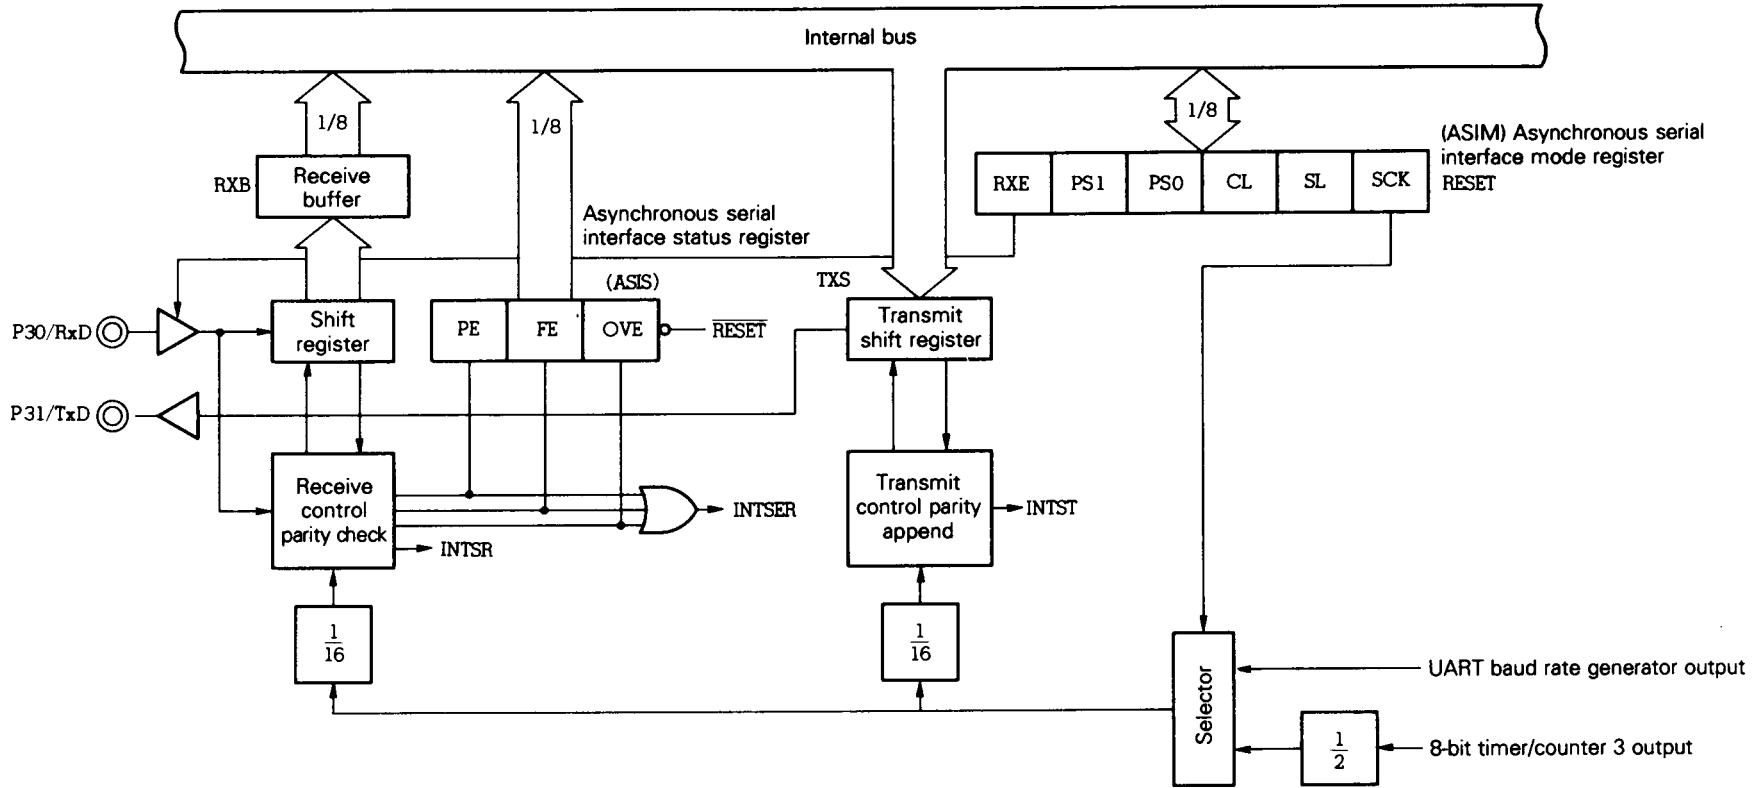 Internal bus
1/8
1/8
1/8
(ASIM) Asynchronous serial
interface mode register
RESET
RXB
Receive
buffer
RXE
PS1
PS0
CL
SL
SCK
Asynchronous serial
interface status register
(ASIS)
TXS
P30/RxD
Shift
register
PE
FE
OVE
RESET
Transmit
shift register
P31/TxD
Receive
control
parity check
INTSER
INTSR
Transmit
control parity
append
INTST
1
16
1
16
Selector
UART baud rate generator output
1
2
8-bit timer/counter 3 output